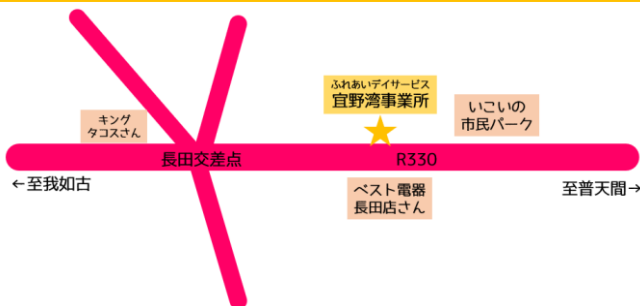 ふれあいデイサービス
宜野湾事業所
いこいの
市民パーク
キング
タコスさん
長田交差点
R330
←至我如古
ベスト電器
長田店さん
至普天間→